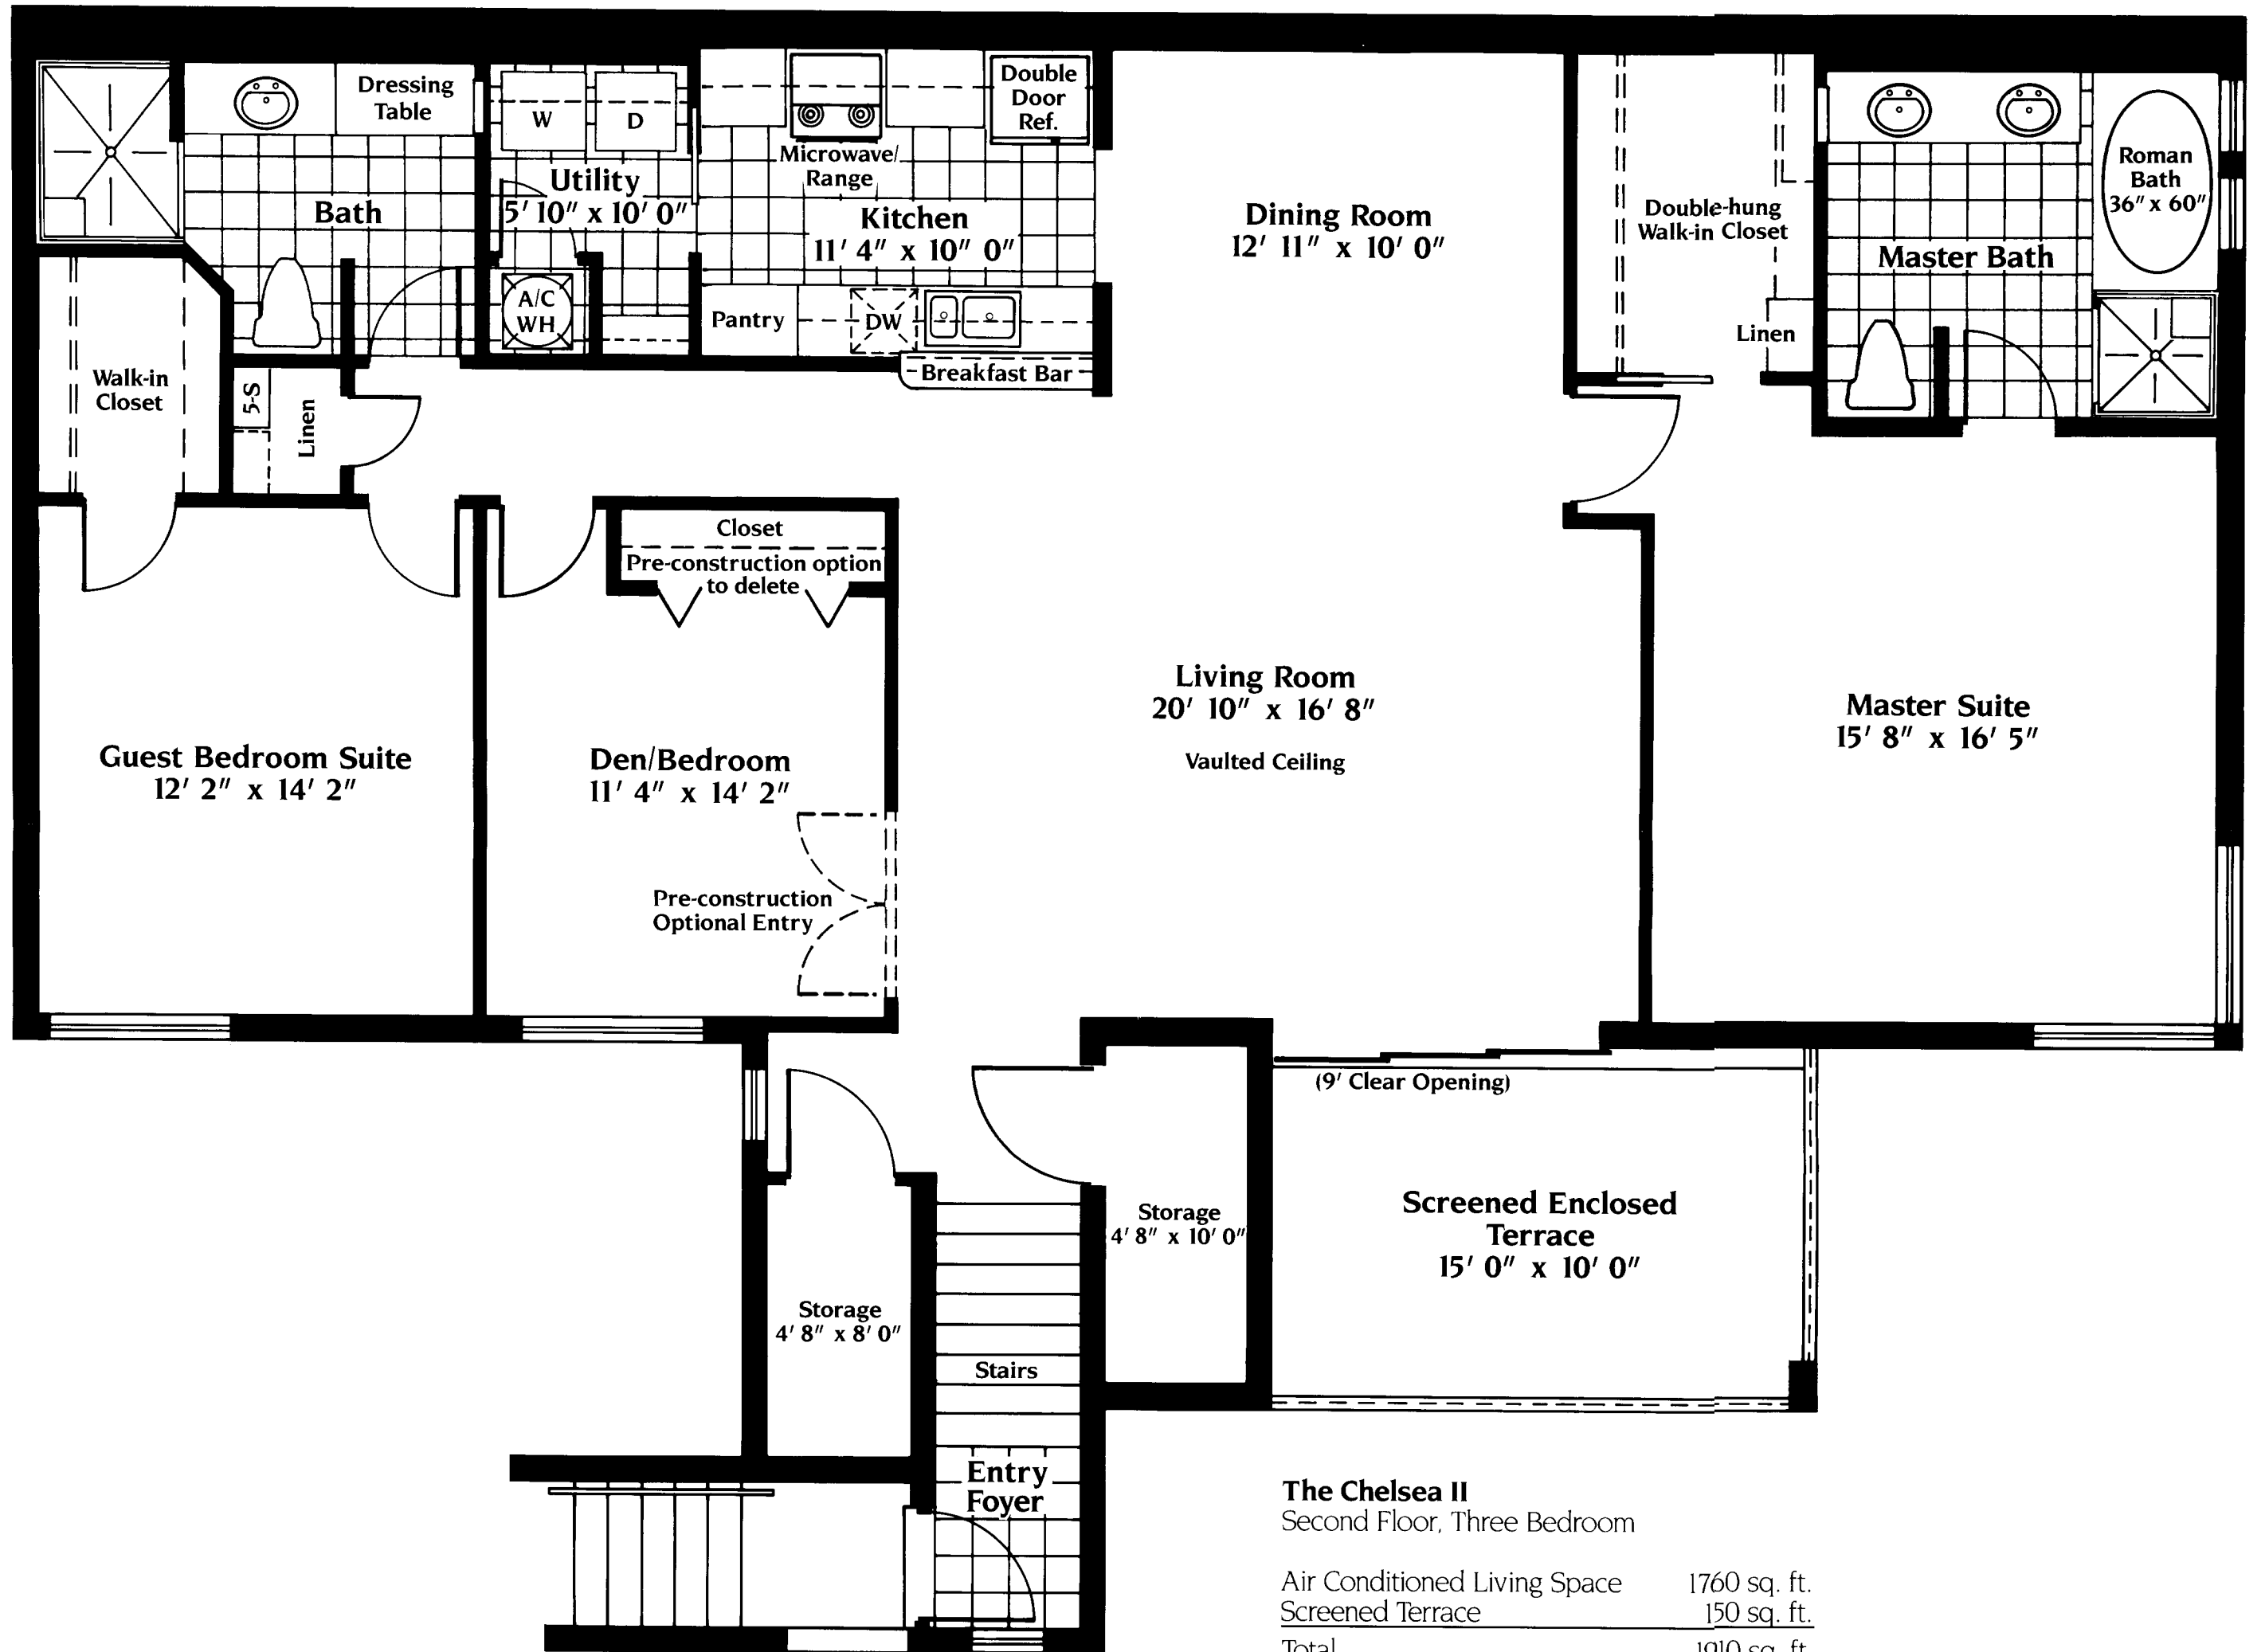 Dressing
Table
W
D
Double
Door
Ref.
Microwave/
Range
Utility
5' 10" x 10' 0"
Bath
Kitchen
11' 4" x 10" 0"
Dining Room
12' 11" x 10' 0"
Double-hung
Walk-in Closet
Roman
Bath
36" x 60"
Master Bath
A/C
WH
Pantry
DW
Linen
Breakfast Bar
Walk-in
Closet
5-S
Linen
Closet
Pre-construction option
to delete
Living Room
20' 10" x 16' 8"
Vaulted Ceiling
Master Suite
15' 8" x 16' 5"
Guest Bedroom Suite
12' 2" x 14' 2"
Den/Bedroom
11' 4" x 14' 2"
Pre-construction
Optional Entry
(9' Clear Opening)
Storage
4' 8" x 10' 0"
Screened Enclosed
Terrace
15' 0" x 10' 0"
Storage
4' 8" x 8' 0"
Stairs
Entry
Foyer
The Chelsea II
Second Floor, Three Bedroom
Air Conditioned Living Space 1760 sq. ft.
Screened Terrace 150 sq. ft.
Total 1910 sq. ft.